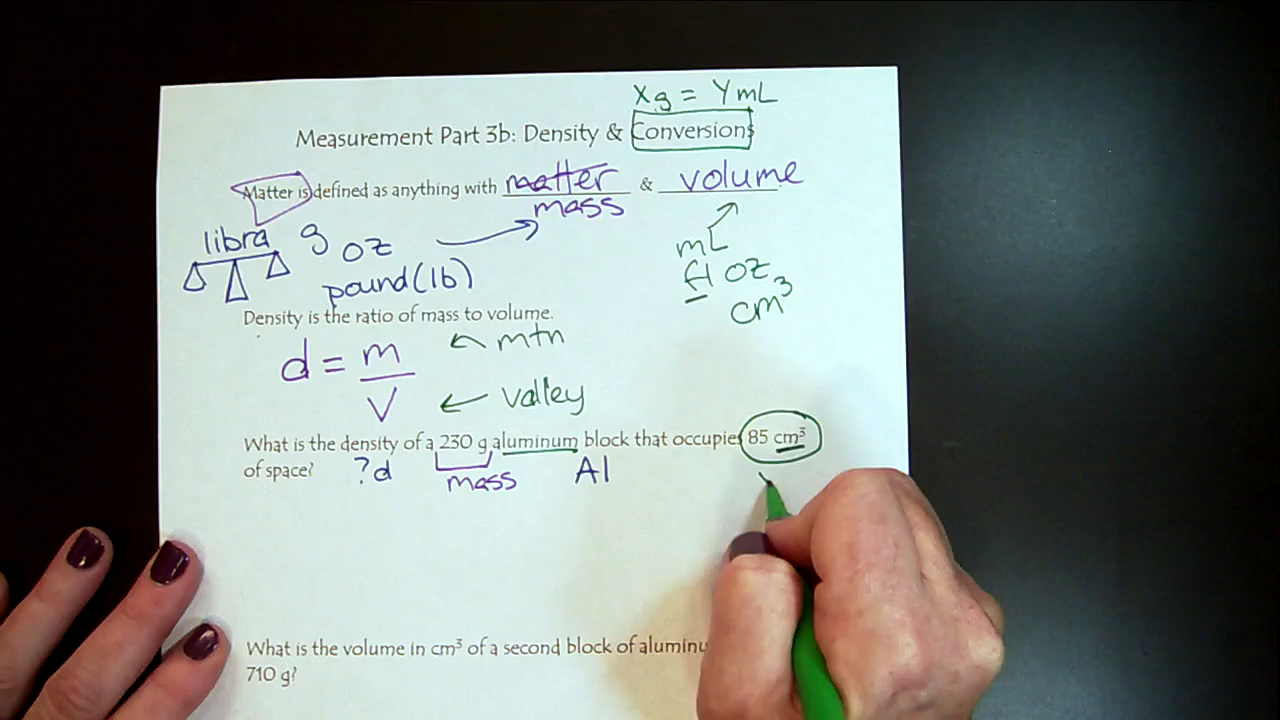 Xg = YmL
Measurement Part 3b: Density & Conversions
Matter is defined as anything with matter & volume
mass
libra g oz
pound (lb)
mL
fl oz
cm³
Density is the ratio of mass to volume.
d = m/V
← mtn
← valley
What is the density of a 230 g aluminum block that occupies 85 cm³
of space? ?d mass Al
What is the volume in cm³ of a second block of
710 g?